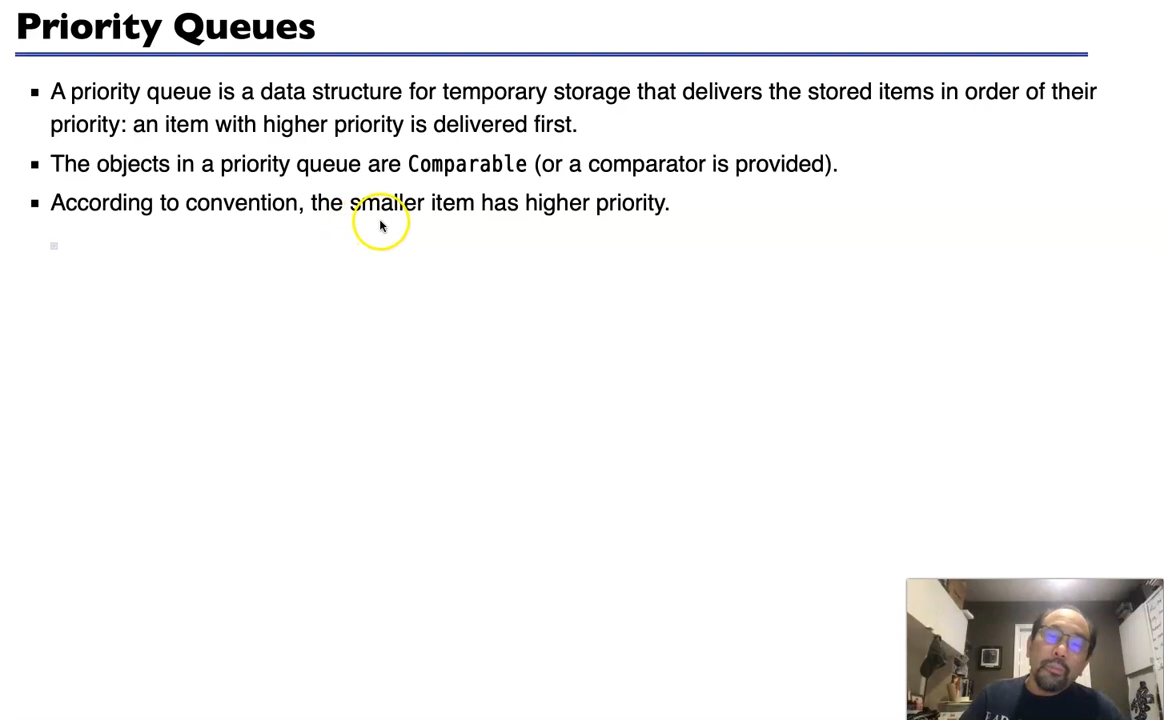 Priority Queues
A priority queue is a data structure for temporary storage that delivers the stored items in order of their
priority: an item with higher priority is delivered first.
The objects in a priority queue are Comparable (or a comparator is provided).
According to convention, the smaller item has higher priority.